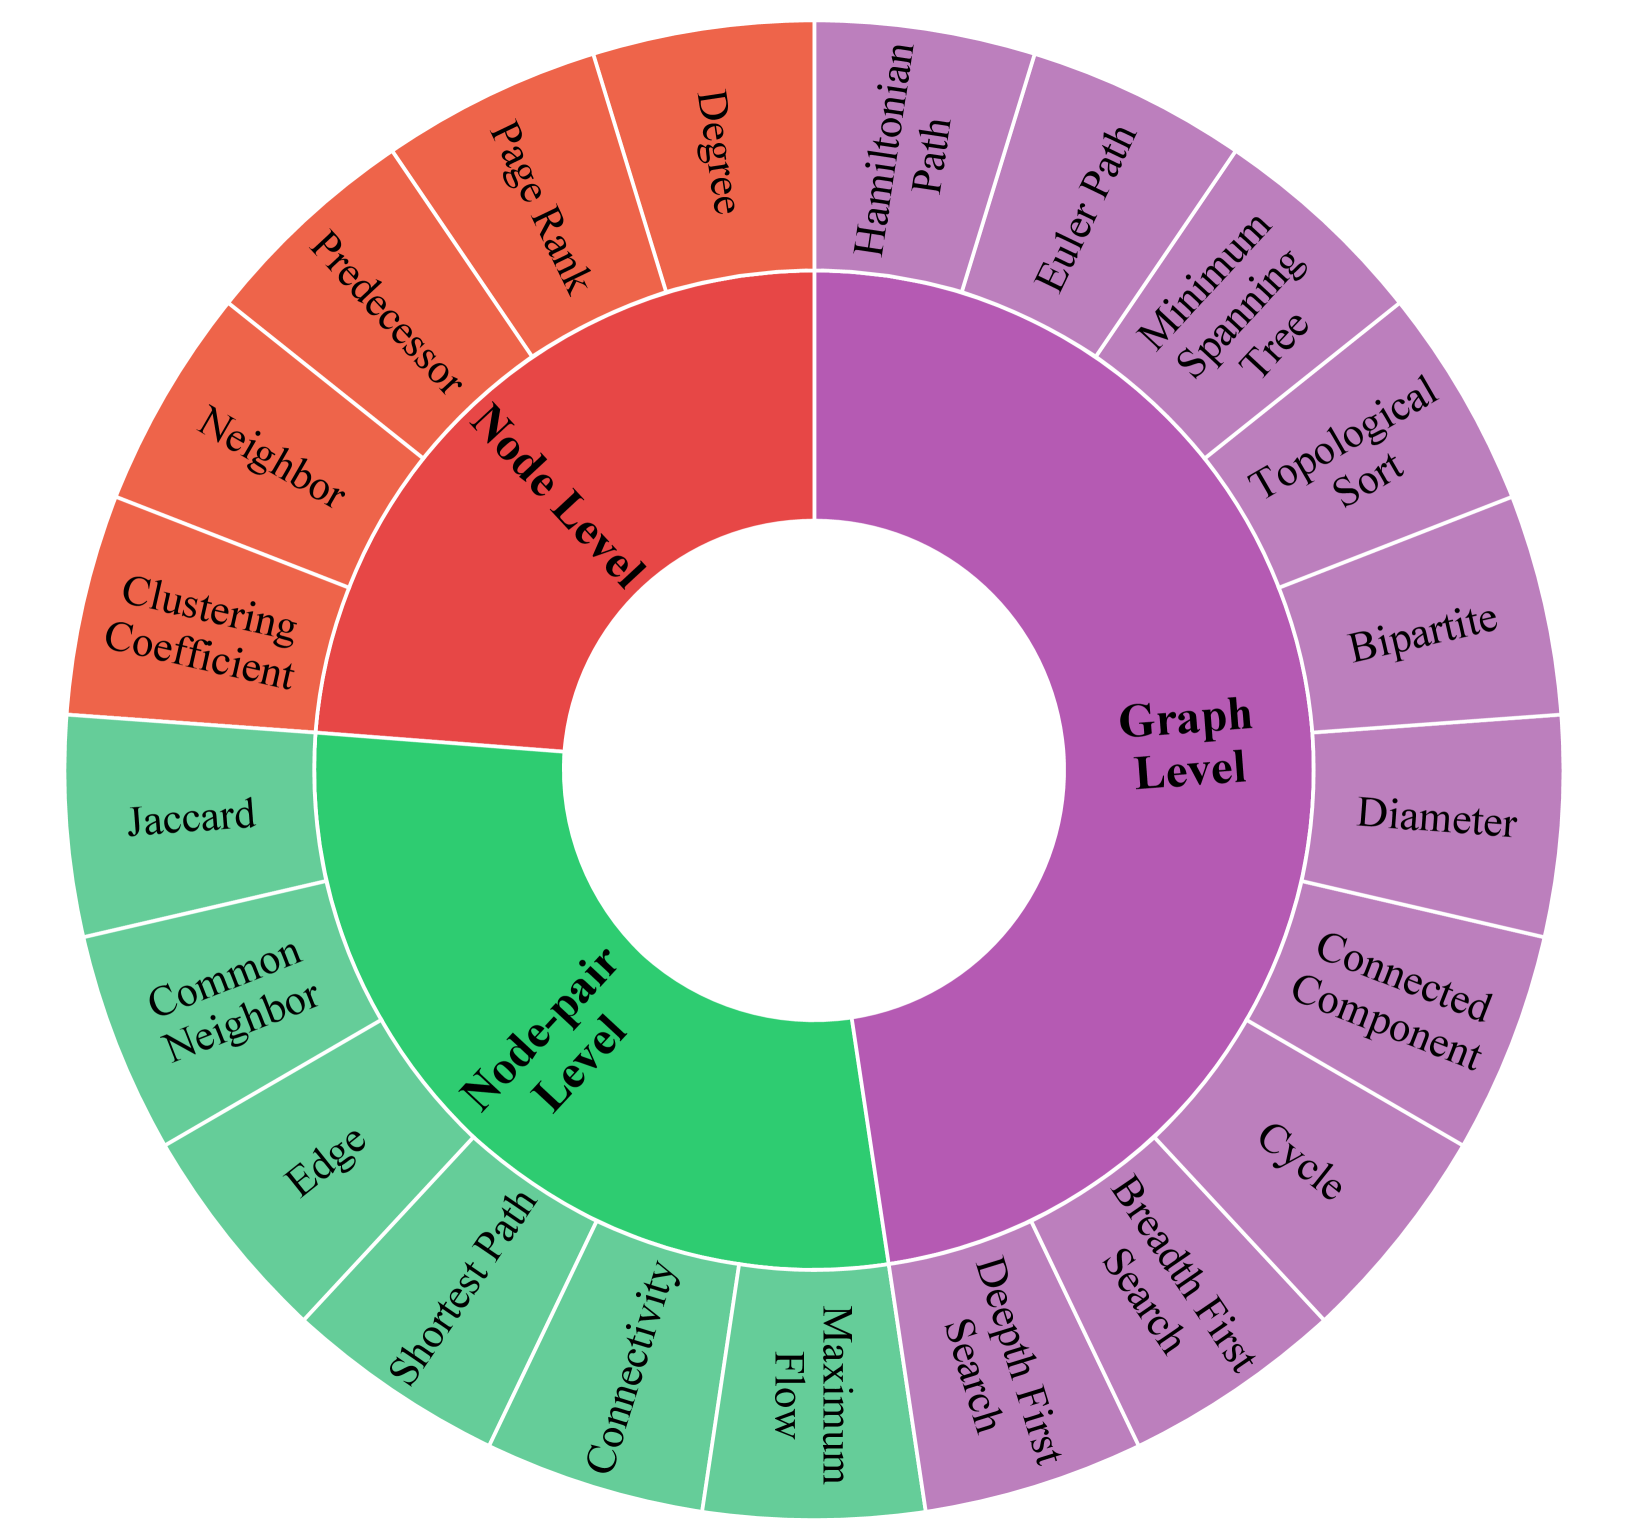 Node Level
Graph
Level
Node-pair
Level
Hamiltonian
Path
Euler Path
Minimum
Spanning
Tree
Topological
Sort
Bipartite
Diameter
Connected
Component
Cycle
Breadth First
Search
Deepth First
Search
Maximum
Flow
Connectivity
Shortest Path
Edge
Common
Neighbor
Jaccard
Clustering
Coefficient
Neighbor
Predecessor
Page Rank
Degree